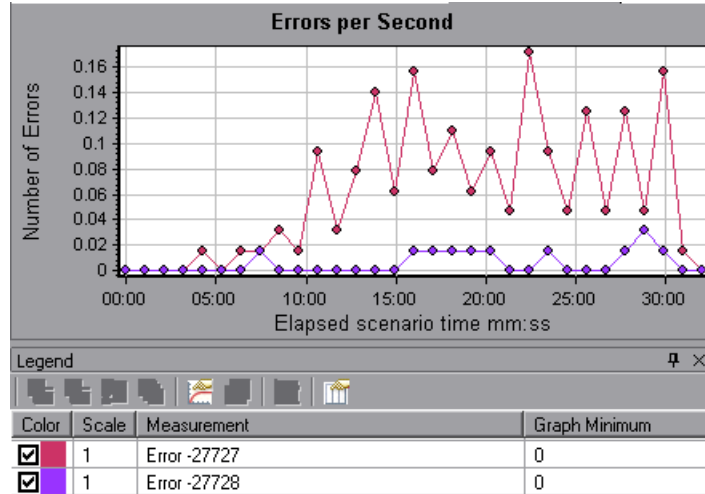 Errors per Second
Number of Errors
0.16
0.14
0.12
0.1
0.08
0.06
0.04
0.02
0
00:00 05:00 10:00 15:00 20:00 25:00 30:00
Elapsed scenario time mm:ss
Legend
Color Scale Measurement Graph Minimum
1 Error -27727 0
1 Error -27728 0